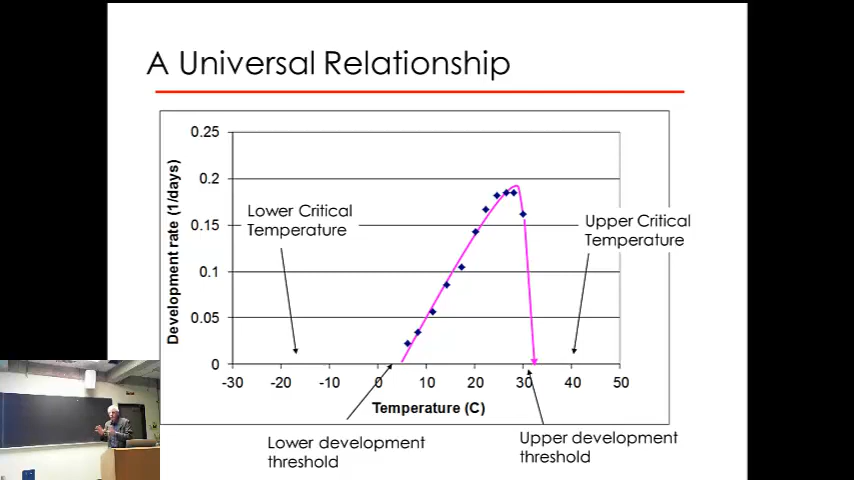 A Universal Relationship
0.25
0.2
0.15
0.1
0.05
0
Development rate (1/days)
Lower Critical
Temperature
Upper Critical
Temperature
-30 -20 -10 0 10 20 30 40 50
Temperature (C)
Lower development
threshold
Upper development
threshold